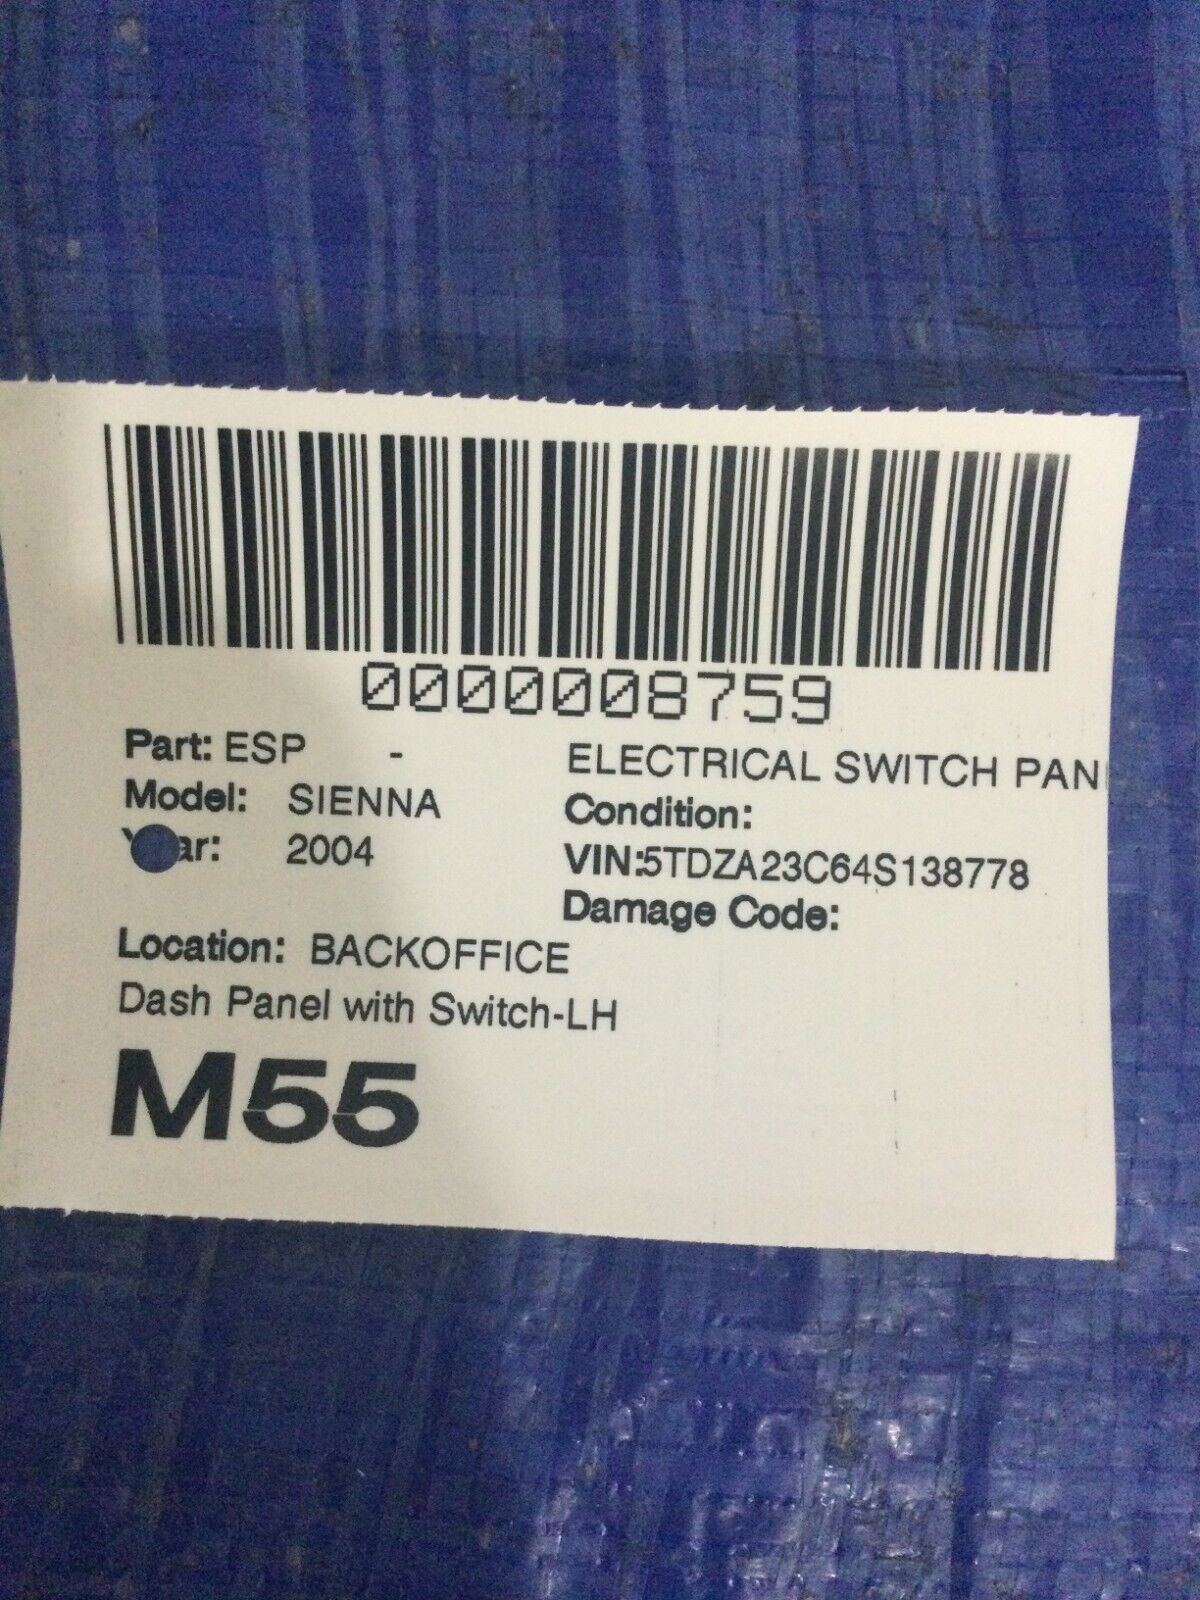 0000008759
Part: ESP - ELECTRICAL SWITCH PAN
Model: SIENNA Condition:
2004 VIN:5TDZA23C64S138778
Damage Code:
Location: BACKOFFICE
Dash Panel with Switch-LH
M55